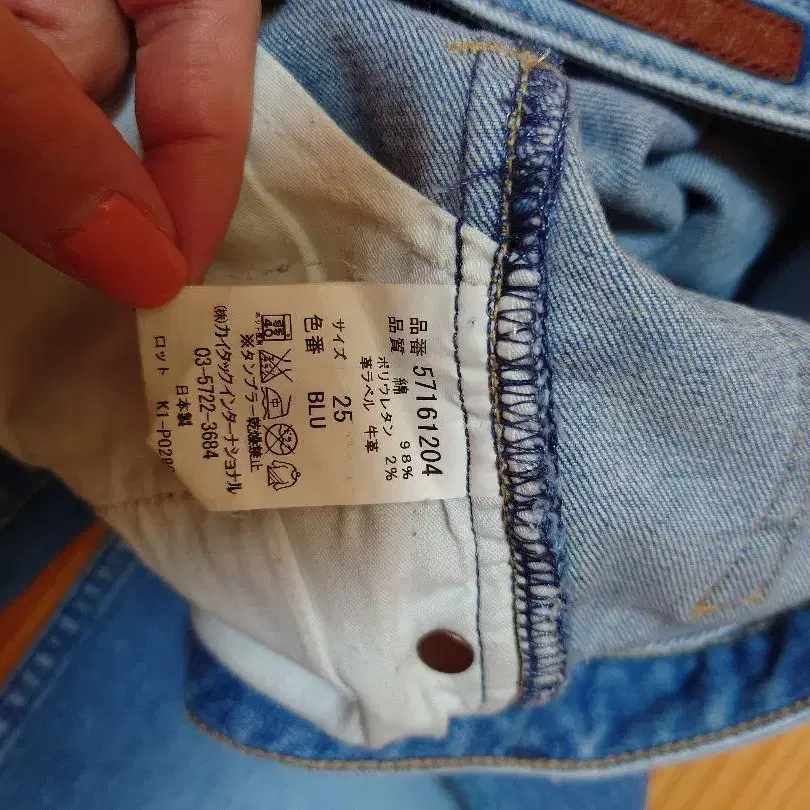 品番 57161204
品質
綿 98%
ポリウレタン 2%
革ラベル 牛革
サイズ 25
色番 BLU
40
※タンブラー乾燥禁止
(株)カイタックインターナショナル
03-5722-3684
日本製
ロット K1-P02